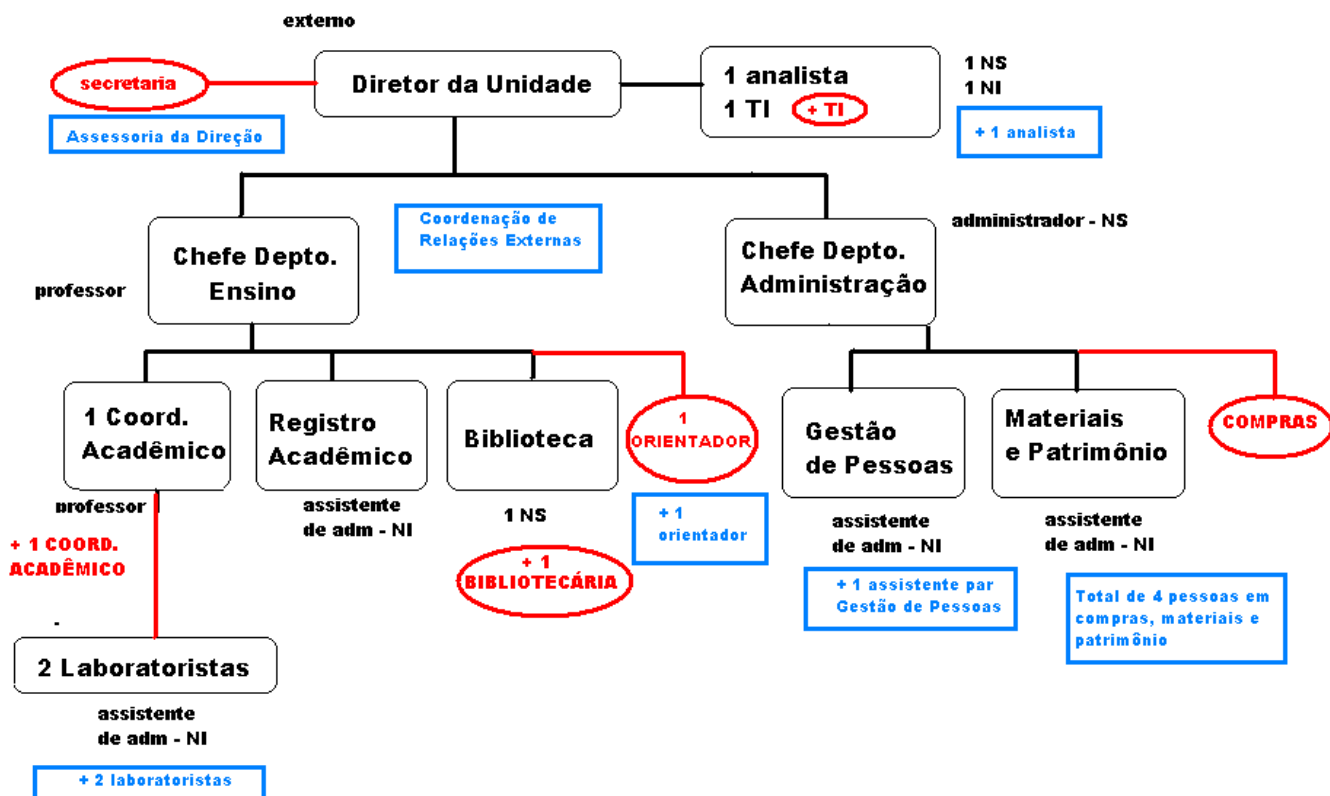 externo
secretaria
Diretor da Unidade
1 analista
1 TI
+ TI
1 NS
1 NI
Assessoria da Direção
+ 1 analista
Coordenação de
Relações Externas
administrador - NS
professor
Chefe Depto.
Ensino
Chefe Depto.
Administração
1 Coord.
Acadêmico
Registro
Acadêmico
Biblioteca
1
ORIENTADOR
Gestão
de Pessoas
Materiais
e Patrimônio
COMPRAS
professor
assistente
de adm - NI
1 NS
+ 1
orientador
assistente
de adm - NI
assistente
de adm - NI
+ 1 COORD.
ACADÊMICO
+ 1
BIBLIOTECÁRIA
+ 1 assistente par
Gestão de Pessoas
Total de 4 pessoas em
compras, materiais e
patrimônio
-
2 Laboratoristas
assistente
de adm - NI
+ 2 laboratoristas